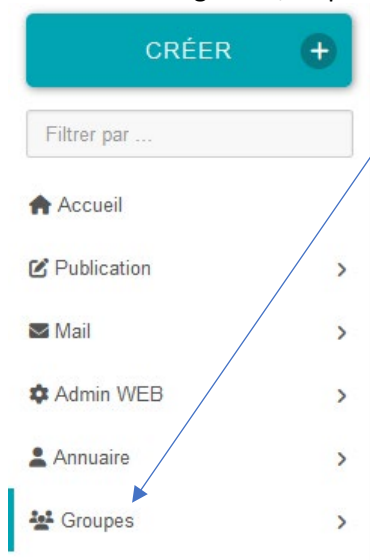 CRÉER
Filtrer par ...
Accueil
Publication
Mail
Admin WEB
Annuaire
Groupes